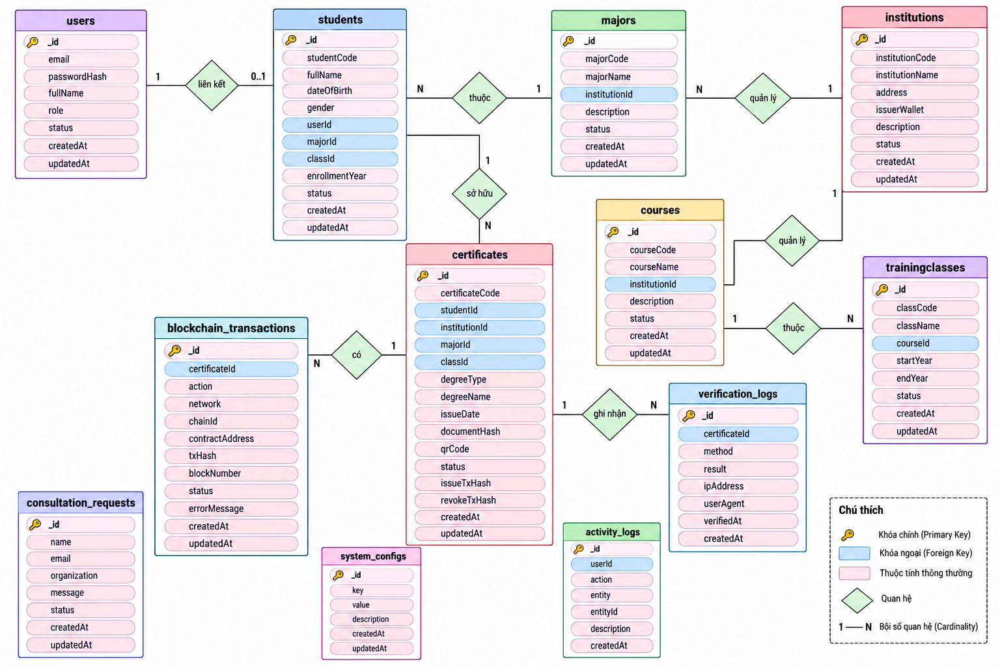 users
_id
email
passwordHash
fullName
role
status
createdAt
updatedAt
1
liên kết
0..1
students
_id
studentCode
fullName
dateOfBirth
gender
userId
majorId
classId
enrollmentYear
status
createdAt
updatedAt
N
thuộc
1
majors
_id
majorCode
majorName
institutionId
description
status
createdAt
updatedAt
N
quản lý
1
institutions
_id
institutionCode
institutionName
address
issuerWallet
description
status
createdAt
updatedAt
1
sở hữu
N
1
quản lý
courses
_id
courseCode
courseName
institutionId
description
status
createdAt
updatedAt
1
thuộc
N
trainingclasses
_id
classCode
className
courseId
startYear
endYear
status
createdAt
updatedAt
certificates
_id
certificateCode
studentId
institutionId
majorId
classId
degreeType
degreeName
issueDate
documentHash
qrCode
status
issueTxHash
revokeTxHash
createdAt
updatedAt
blockchain_transactions
_id
certificateId
action
network
chainId
contractAddress
txHash
blockNumber
status
errorMessage
createdAt
updatedAt
N
có
1
1
ghi nhận
N
verification_logs
_id
certificateId
method
result
ipAddress
userAgent
verifiedAt
createdAt
consultation_requests
_id
name
email
organization
message
status
createdAt
updatedAt
system_configs
_id
key
value
description
createdAt
updatedAt
activity_logs
_id
userId
action
entity
entityId
description
createdAt
Chú thích
Khóa chính (Primary Key)
Khóa ngoại (Foreign Key)
Thuộc tính thông thường
Quan hệ
1 — N Bội số quan hệ (Cardinality)